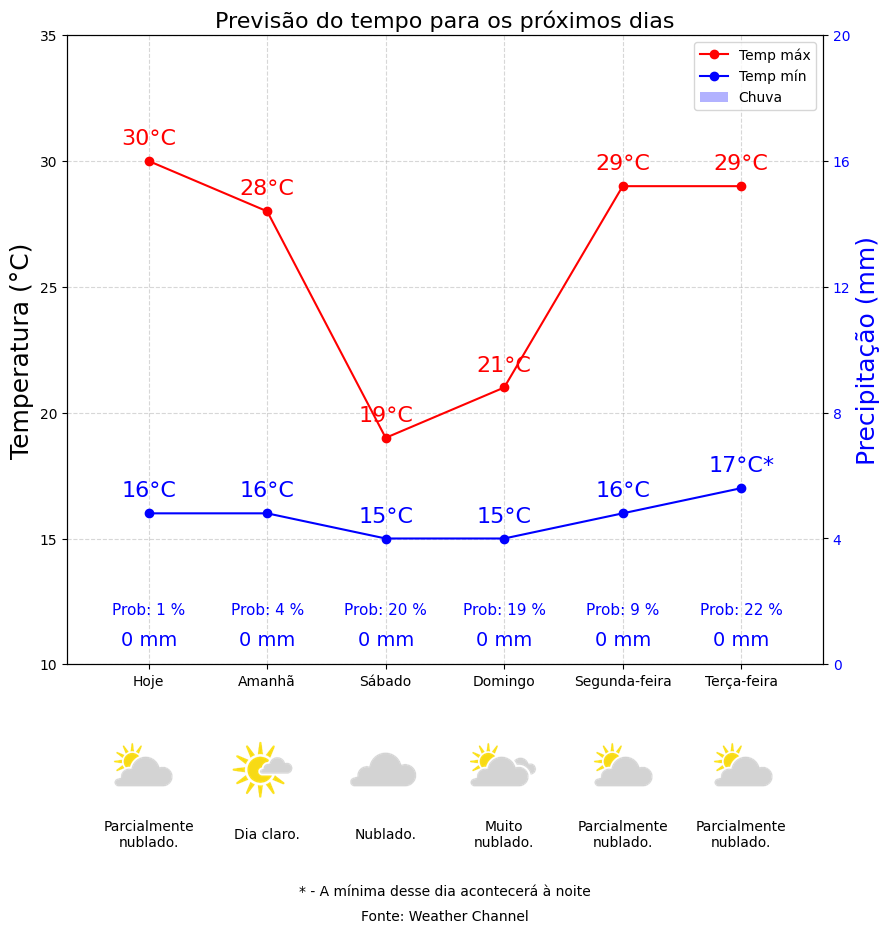 Previsão do tempo para os próximos dias
Temperatura (°C)
Precipitação (mm)
35
30
25
20
15
10
20
16
12
8
4
0
Temp máx
Temp mín
Chuva
30°C
28°C
19°C
21°C
29°C
29°C
16°C
16°C
15°C
15°C
16°C
17°C*
Prob: 1 %
Prob: 4 %
Prob: 20 %
Prob: 19 %
Prob: 9 %
Prob: 22 %
0 mm
0 mm
0 mm
0 mm
0 mm
0 mm
Hoje
Amanhã
Sábado
Domingo
Segunda-feira
Terça-feira
Parcialmente
nublado.
Dia claro.
Nublado.
Muito
nublado.
Parcialmente
nublado.
Parcialmente
nublado.
* - A mínima desse dia acontecerá à noite
Fonte: Weather Channel